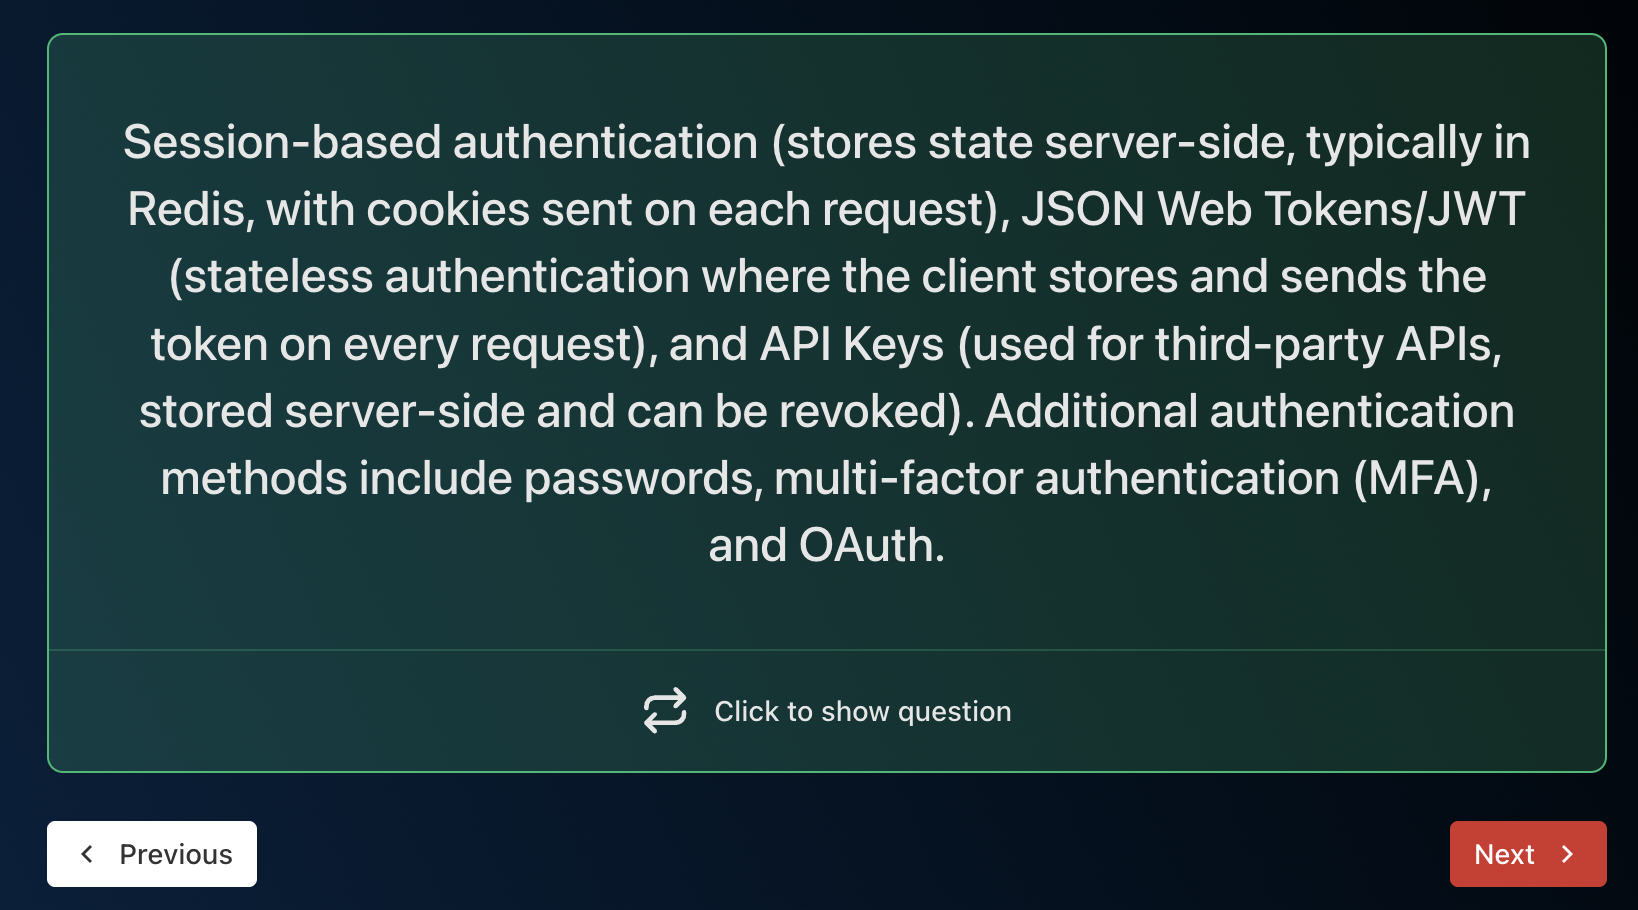 Session-based authentication (stores state server-side, typically in
Redis, with cookies sent on each request), JSON Web Tokens/JWT
(stateless authentication where the client stores and sends the
token on every request), and API Keys (used for third-party APIs,
stored server-side and can be revoked). Additional authentication
methods include passwords, multi-factor authentication (MFA),
and OAuth.
Click to show question
Previous
Next